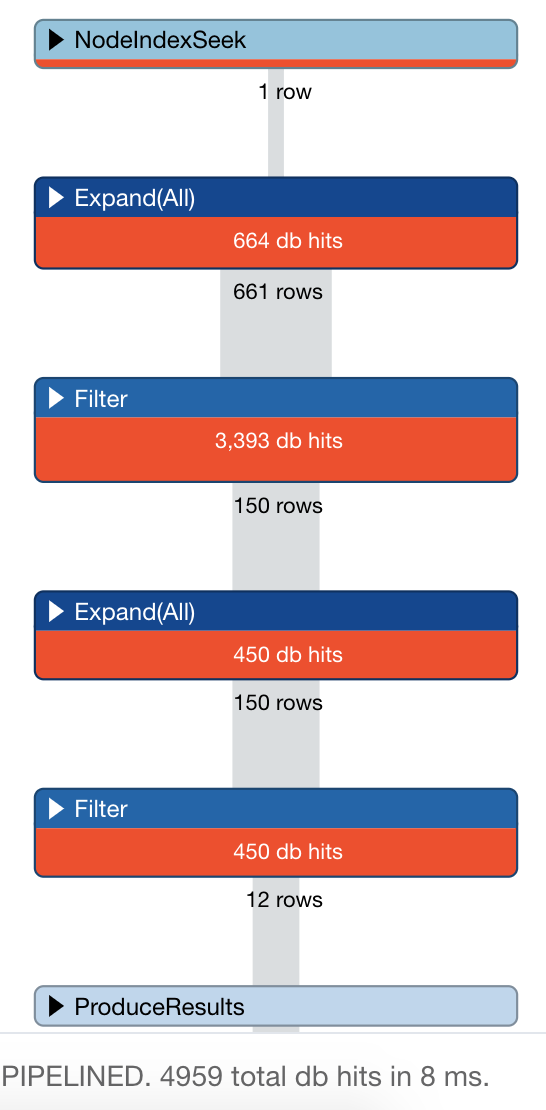 NodeIndexSeek
1 row
Expand(All)
664 db hits
661 rows
Filter
3,393 db hits
150 rows
Expand(All)
450 db hits
150 rows
Filter
450 db hits
12 rows
ProduceResults
PIPELINED. 4959 total db hits in 8 ms.